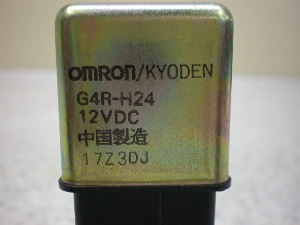 OMRON/KYODEN
G4R-H24
12VDC
中国製造
17Z3DJ